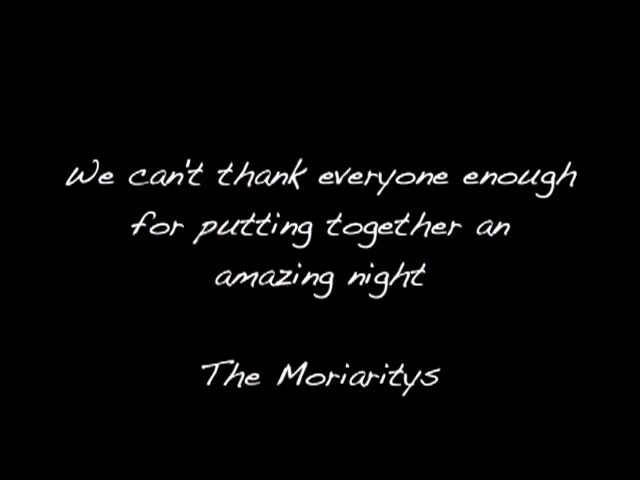 We can't thank everyone enough
for putting together an
amazing night
The Moriaritys